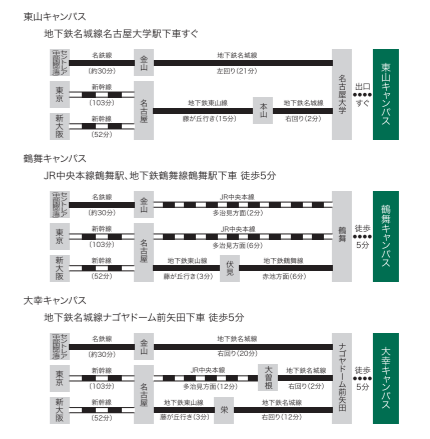 東山キャンパス
地下鉄名城線名古屋大学駅下車すぐ
セントレア
名鉄線
(約30分)
金山
地下鉄名城線
左回り(21分)
東京
新幹線
(103分)
新大阪
新幹線
(52分)
名古屋
地下鉄東山線
藤が丘行き(15分)
本山
地下鉄名城線
右回り(2分)
名古屋大学
出口
すぐ
東山キャンパス
鶴舞キャンパス
JR中央本線鶴舞駅、地下鉄鶴舞線鶴舞駅下車 徒歩5分
セントレア
名鉄線
(約30分)
金山
JR中央本線
多治見方面(2分)
東京
新幹線
(103分)
JR中央本線
多治見方面(6分)
新大阪
新幹線
(52分)
名古屋
地下鉄東山線
藤が丘行き(3分)
伏見
地下鉄鶴舞線
赤池方面(6分)
鶴舞
徒歩
5分
鶴舞キャンパス
大幸キャンパス
地下鉄名城線ナゴヤドーム前矢田下車 徒歩5分
セントレア
名鉄線
(約30分)
金山
地下鉄名城線
右回り(20分)
東京
新幹線
(103分)
JR中央本線
多治見方面(12分)
大曽根
地下鉄名城線
右回り(2分)
新大阪
新幹線
(52分)
名古屋
地下鉄東山線
藤が丘行き(3分)
栄
地下鉄名城線
右回り(12分)
ナゴヤドーム前矢田
徒歩
5分
大幸キャンパス